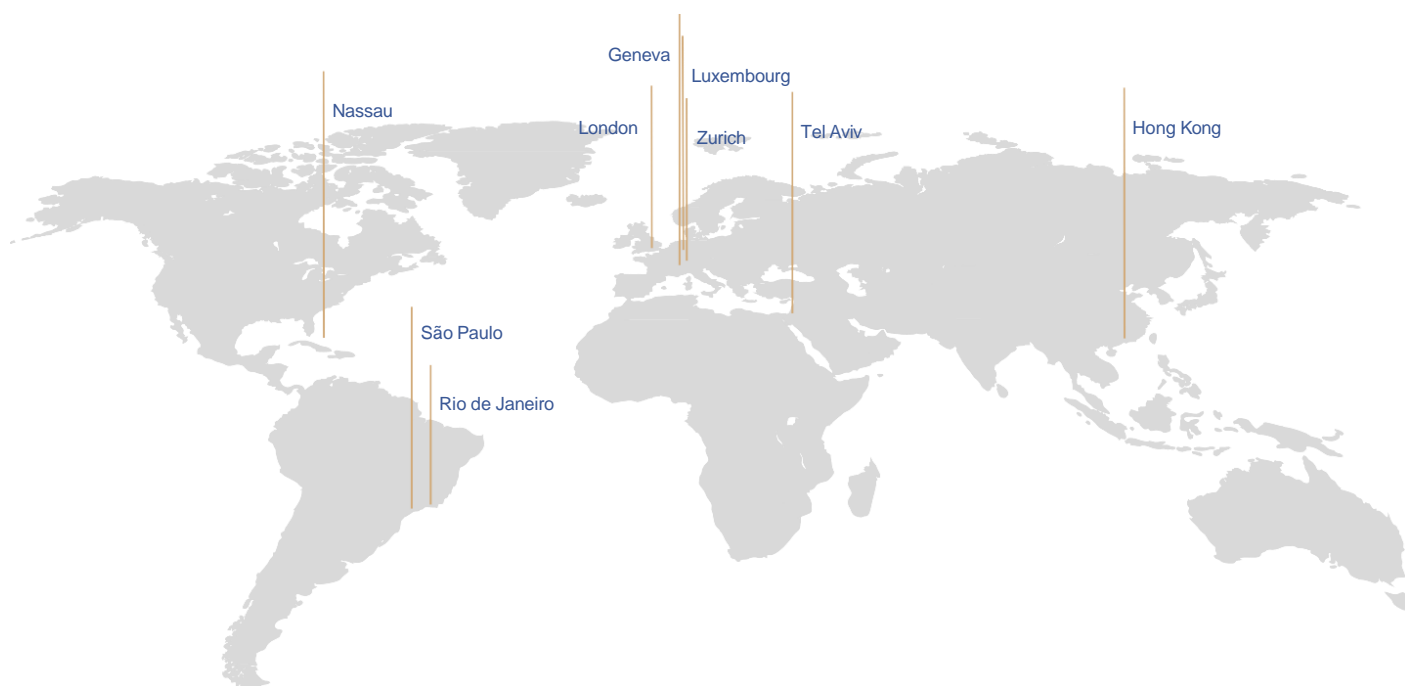 Geneva
Luxembourg
Nassau
London
Zurich
Tel Aviv
Hong Kong
São Paulo
Rio de Janeiro